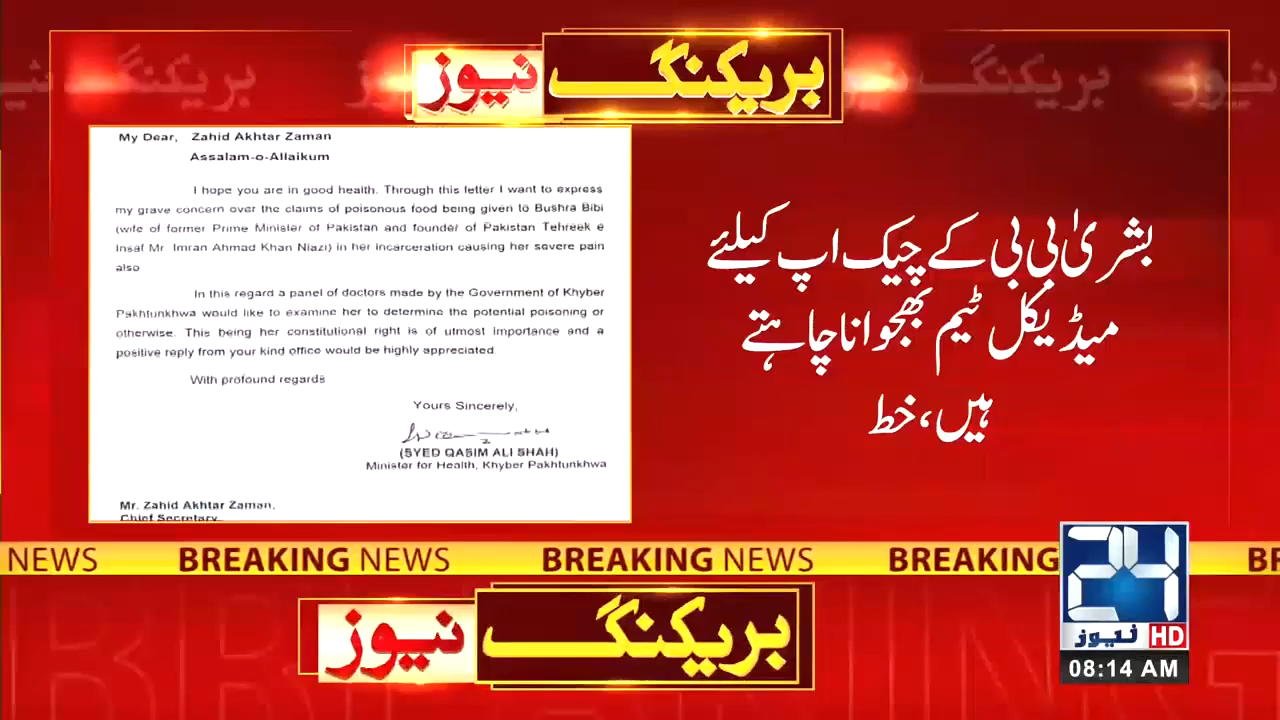 بریکنگ نیوز
My Dear, Zahid Akhtar Zaman
Assalam-o-Allaikum
I hope you are in good health. Through this letter I want to express
my grave concern over the claims of poisonous food being given to Bushra Bibi
(wife of former Prime Minister of Pakistan and founder of Pakistan Tehreek e
Insaf Mr. Imran Ahmad Khan Niazi) in her incarceration causing her severe pain
also
In this regard a panel of doctors made by the Government of Khyber
Pakhtunkhwa would like to examine her to determine the potential poisoning or
otherwise. This being her constitutional right is of utmost importance and a
positive reply from your kind office would be highly appreciated.
With profound regards
Yours Sincerely,
(SYED QASIM ALI SHAH)
Minister for Health, Khyber Pakhtunkhwa
Mr. Zahid Akhtar Zaman,
Chief Secretary
بشریٰ بی بی کے چیک اپ کیلئے
میڈیکل ٹیم بھجوانا چاہتے
ہیں، خط
NEWS BREAKING NEWS BREAKING NEWS BREAKING
بریکنگ نیوز
24
نیوز HD
08:14 AM